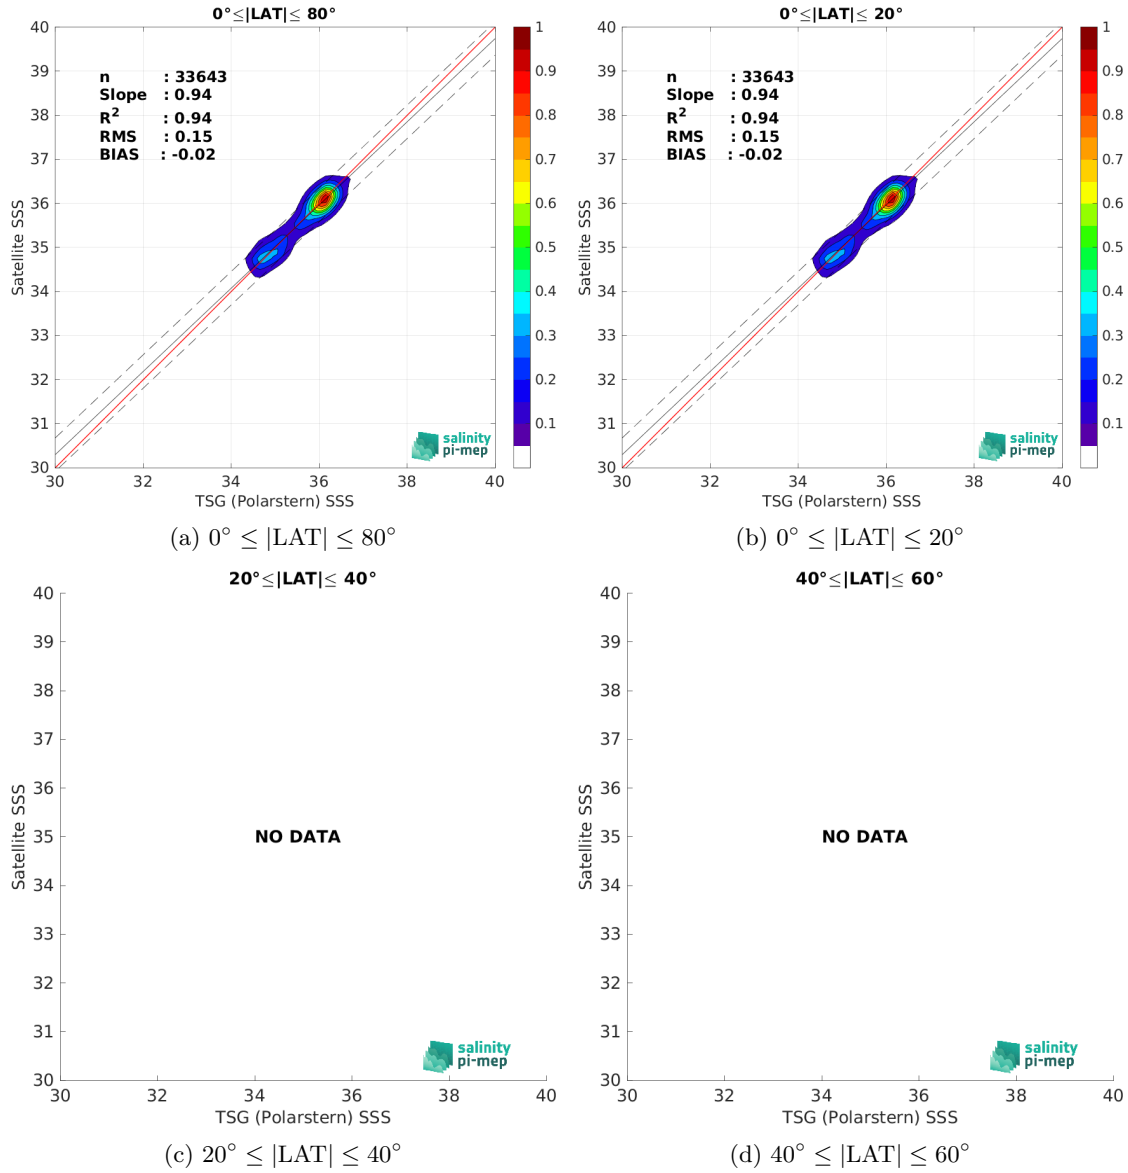 0°≤|LAT|≤ 80°
40
39
38
37
36
35
34
33
32
31
30
Satellite SSS
n : 33643
Slope : 0.94
R² : 0.94
RMS : 0.15
BIAS : -0.02
salinity
pi-mep
30 32 34 36 38 40
TSG (Polarstern) SSS
1
0.9
0.8
0.7
0.6
0.5
0.4
0.3
0.2
0.1
(a) 0° ≤ |LAT| ≤ 80°
0°≤|LAT|≤ 20°
40
39
38
37
36
35
34
33
32
31
30
Satellite SSS
n : 33643
Slope : 0.94
R² : 0.94
RMS : 0.15
BIAS : -0.02
salinity
pi-mep
30 32 34 36 38 40
TSG (Polarstern) SSS
1
0.9
0.8
0.7
0.6
0.5
0.4
0.3
0.2
0.1
(b) 0° ≤ |LAT| ≤ 20°
20°≤|LAT|≤ 40°
40
39
38
37
36
35
34
33
32
31
30
Satellite SSS
NO DATA
salinity
pi-mep
30 32 34 36 38 40
TSG (Polarstern) SSS
(c) 20° ≤ |LAT| ≤ 40°
40°≤|LAT|≤ 60°
40
39
38
37
36
35
34
33
32
31
30
Satellite SSS
NO DATA
salinity
pi-mep
30 32 34 36 38 40
TSG (Polarstern) SSS
(d) 40° ≤ |LAT| ≤ 60°